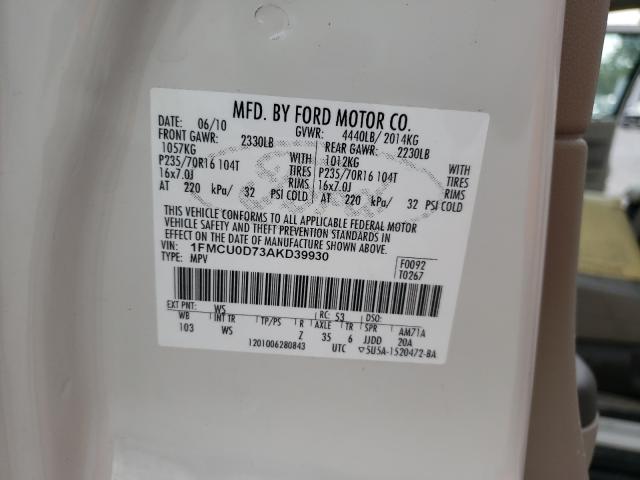 MFD. BY FORD MOTOR CO.
DATE: 06/10 GVWR: 4440LB/ 2014KG
FRONT GAWR: 2330LB REAR GAWR: 2230LB
1057KG WITH 1012KG WITH
P235/70R16 104T TIRES P235/70R16 104T TIRES
16x7.0J RIMS 16x7.0J RIMS
AT 220 kPa/ 32 PSI COLD AT 220 kPa/ 32 PSI COLD
THIS VEHICLE CONFORMS TO ALL APPLICABLE FEDERAL MOTOR
VEHICLE SAFETY AND THEFT PREVENTION STANDARDS IN EFFECT
ON THE DATE OF MANUFACTURE SHOWN ABOVE.
VIN: 1FMCU0D73AKD39930 F0092
TYPE: MPV T0267
EXT PNT: WS RC: 53 DSO:
WB INT TR TP/PS R AXLE TR SPR AM71A
103 WS Z 35 6 JJDD 20A
1201006280843 UTC 5U5A-1520472-BA